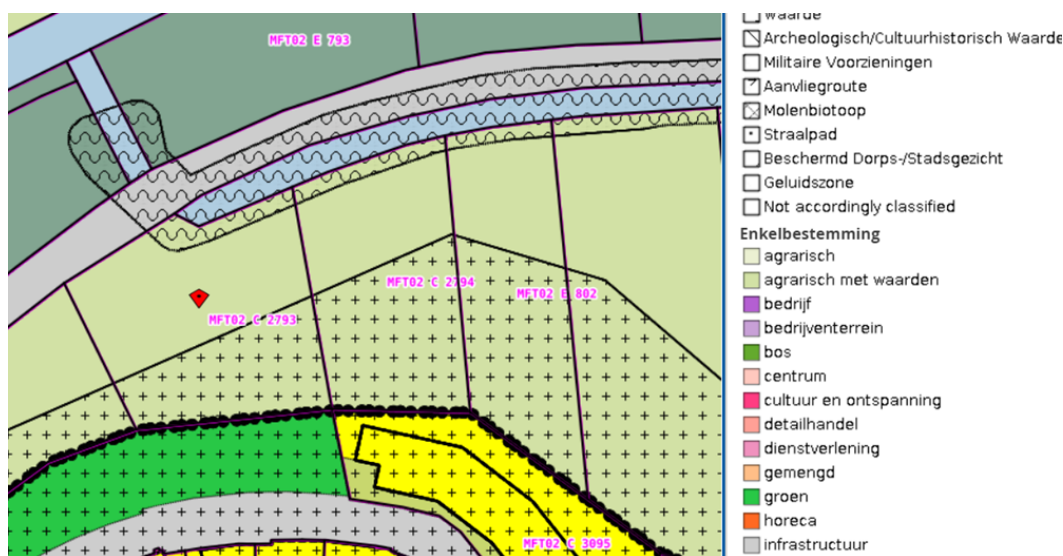 MFT02 E 793
MFT02 C 2794
MFT02 E 802
MFT02 C 2793
MFT02 C 3095
Waarde
Archeologisch/Cultuurhistorisch Waarde
Militaire Voorzieningen
Aanvliegroute
Molenbiotoop
Straalpad
Beschermd Dorps-/Stadsgezicht
Geluidszone
Not accordingly classified
Enkelbestemming
agrarisch
agrarisch met waarden
bedrijf
bedrijventerrein
bos
centrum
cultuur en ontspanning
detailhandel
dienstverlening
gemengd
groen
horeca
infrastructuur